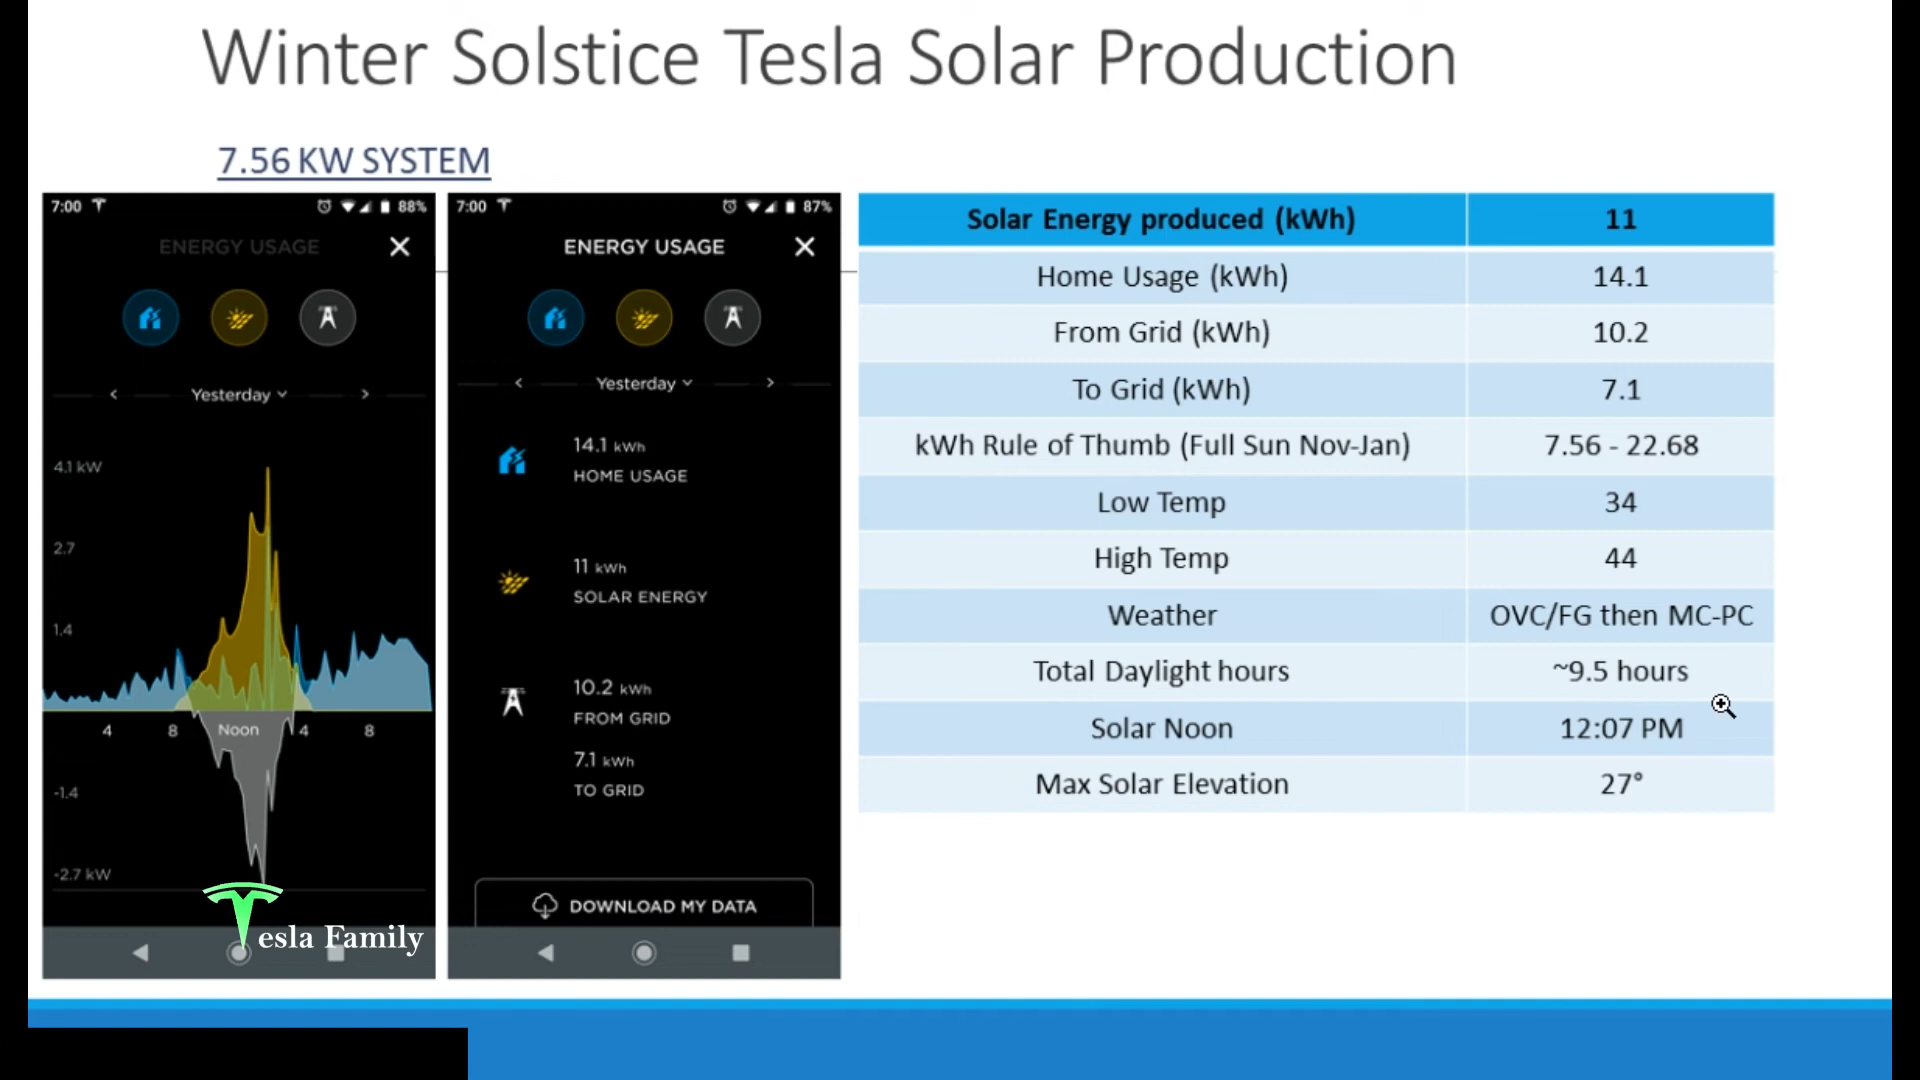 Winter Solstice Tesla Solar Production
7.56 KW SYSTEM
7:00
88%
ENERGY USAGE
Yesterday
4.1 kW
2.7
1.4
4 8 Noon 4 8
-1.4
-2.7 kW
esla Family
7:00
87%
ENERGY USAGE
Yesterday
14.1 kWh
HOME USAGE
11 kWh
SOLAR ENERGY
10.2 kWh
FROM GRID
7.1 kWh
TO GRID
DOWNLOAD MY DATA
Solar Energy produced (kWh) 11
Home Usage (kWh) 14.1
From Grid (kWh) 10.2
To Grid (kWh) 7.1
kWh Rule of Thumb (Full Sun Nov-Jan) 7.56 - 22.68
Low Temp 34
High Temp 44
Weather OVC/FG then MC-PC
Total Daylight hours ~9.5 hours
Solar Noon 12:07 PM
Max Solar Elevation 27°